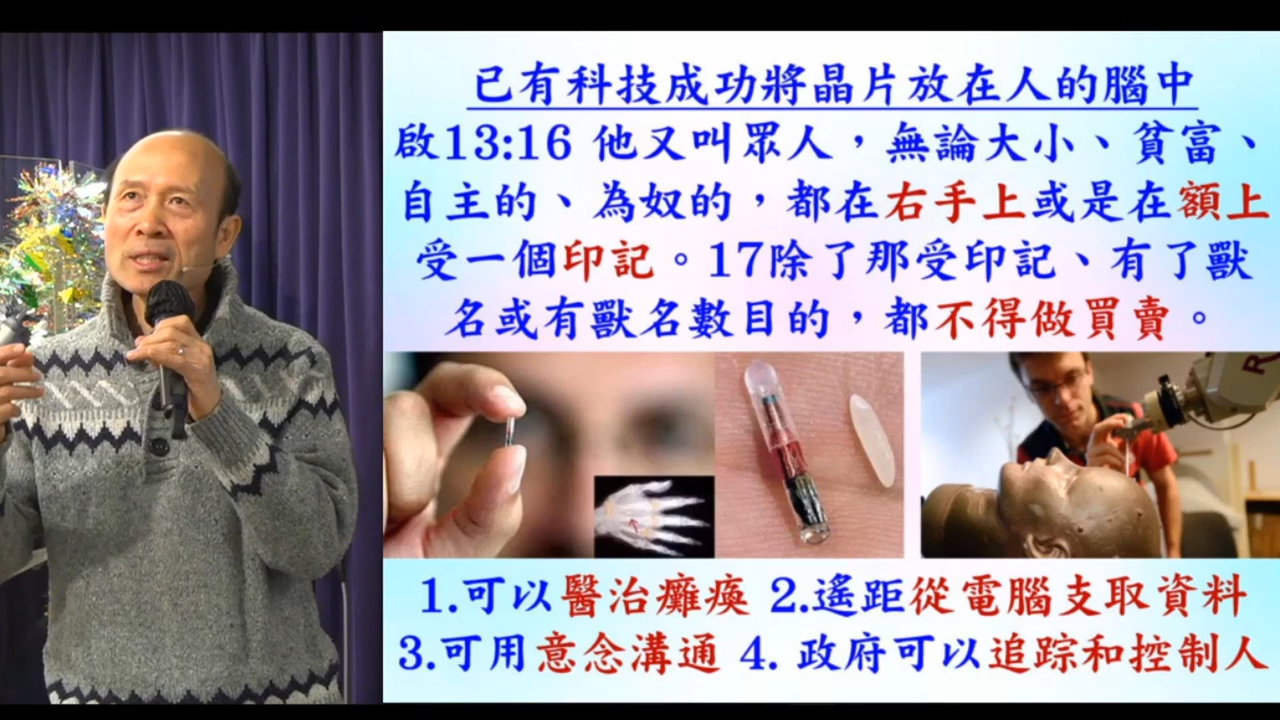 已有科技成功將晶片放在人的腦中
啟13:16 他又叫眾人，無論大小、貧富、
自主的、為奴的，都在右手上或是在額上
受一個印記。17除了那受印記、有了獸
名或有獸名數目的，都不得做買賣。
1.可以醫治癱瘓 2.遙距從電腦支取資料
3.可用意念溝通 4. 政府可以追踪和控制人